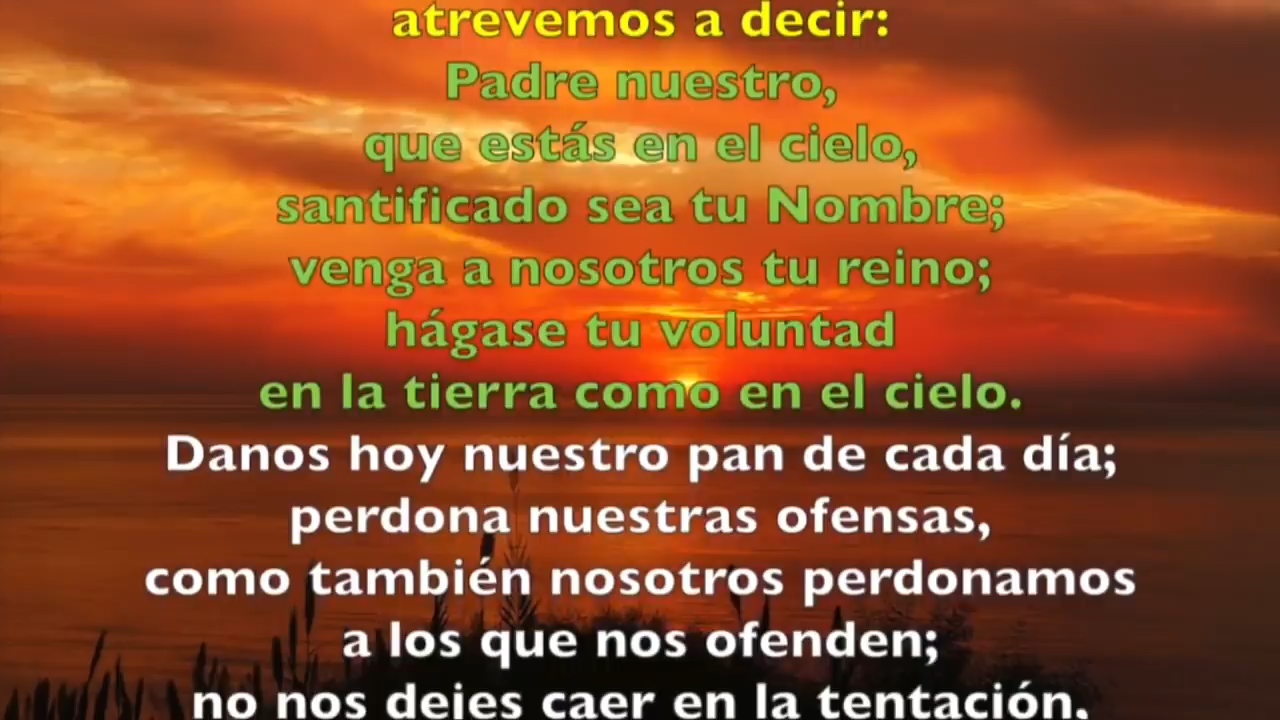 atrevemos a decir:
Padre nuestro,
que estás en el cielo,
santificado sea tu Nombre;
venga a nosotros tu reino;
hágase tu voluntad
en la tierra como en el cielo.
Danos hoy nuestro pan de cada día;
perdona nuestras ofensas,
como también nosotros perdonamos
a los que nos ofenden;
no nos dejes caer en la tentación,